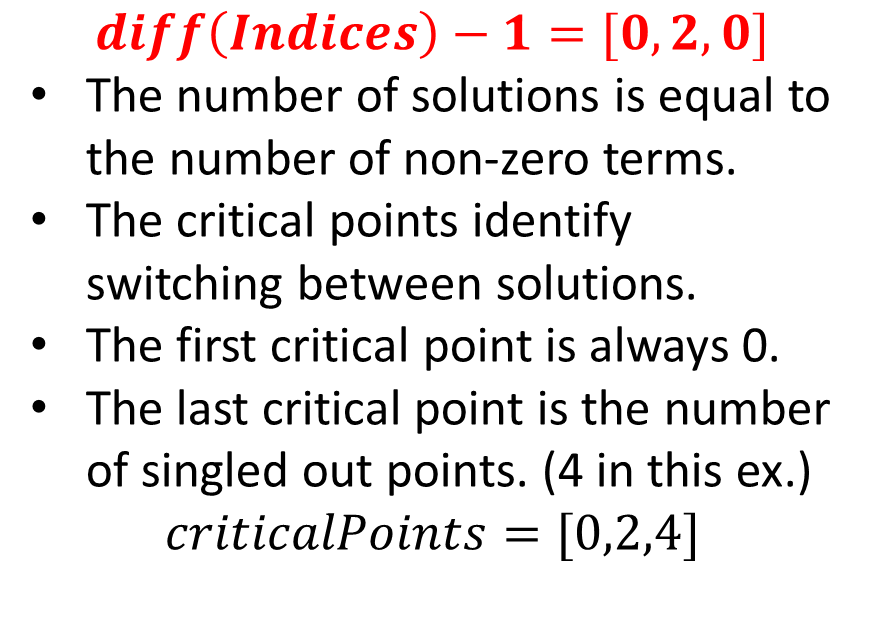 diff(Indices) − 1 = [0, 2, 0]
• The number of solutions is equal to
the number of non-zero terms.
• The critical points identify
switching between solutions.
• The first critical point is always 0.
• The last critical point is the number
of singled out points. (4 in this ex.)
criticalPoints = [0,2,4]